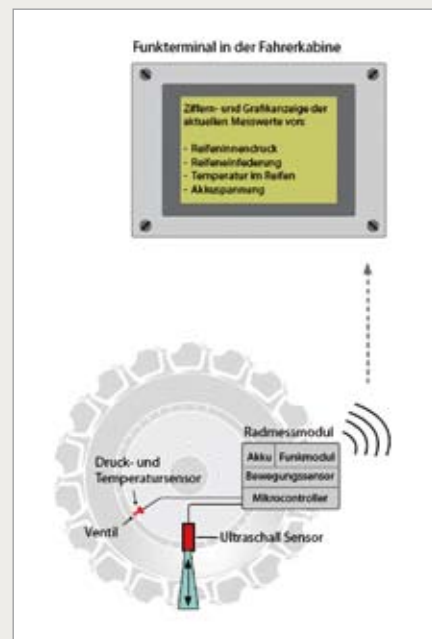 Funkterminal in der Fahrerkabine
Ziffern- und Grafikanzeige der
aktuellen Messwerte von:
- Reifeninnendruck
- Reifeneinfederung
- Temperatur im Reifen
- Akkuspannung
Radmessmodul
Akku Funkmodul
Bewegungssensor
Mikrocontroller
Druck- und
Temperatursensor
Ventil
Ultraschall Sensor